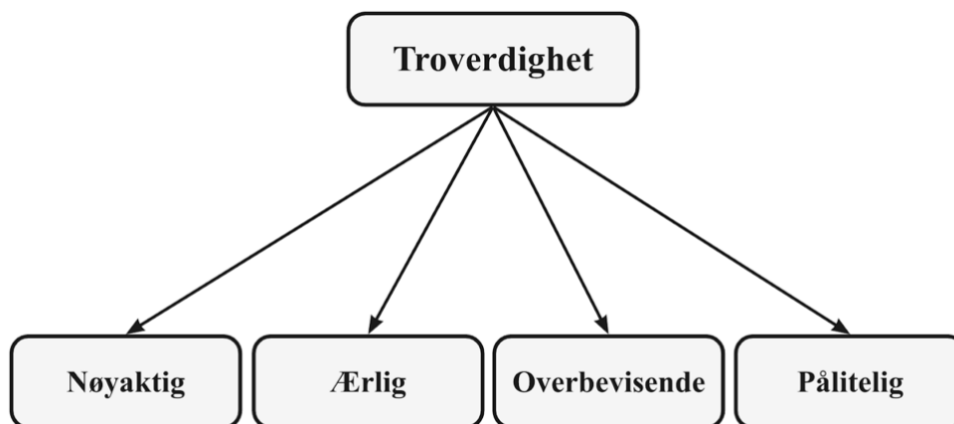 Troverdighet
Nøyaktig
Ærlig
Overbevisende
Pålitelig